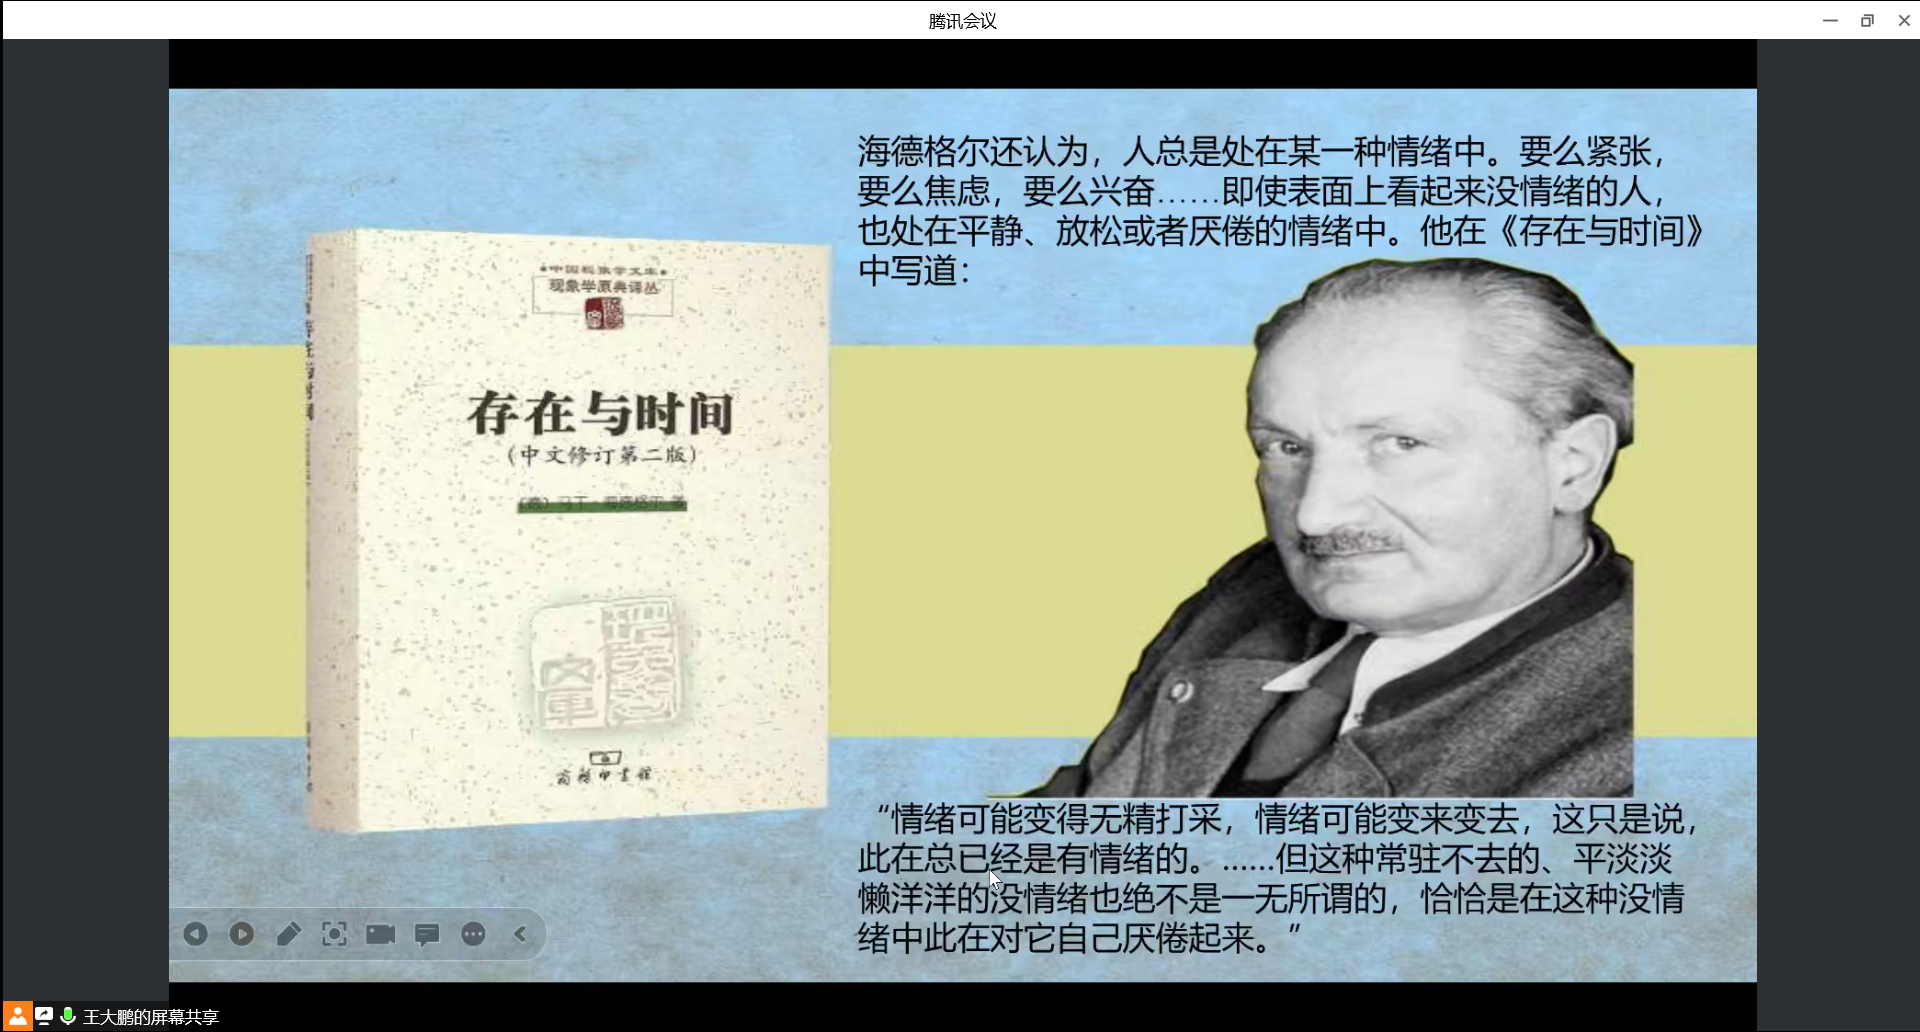 腾讯会议
海德格尔还认为，人总是处在某一种情绪中。要么紧张，
要么焦虑，要么兴奋……即使表面上看起来没情绪的人，
也处在平静、放松或者厌倦的情绪中。他在《存在与时间》
中写道：
中国现象学文库
现象学原典译丛
存在与时间
（中文修订第二版）
〔德〕马丁·海德格尔 著
商务印书馆
“情绪可能变得无精打采，情绪可能变来变去，这只是说，
此在总已经是有情绪的。……但这种常驻不去的、平淡淡
懒洋洋的没情绪也绝不是一无所谓的，恰恰是在这种没情
绪中此在对它自己厌倦起来。”
王大鹏的屏幕共享